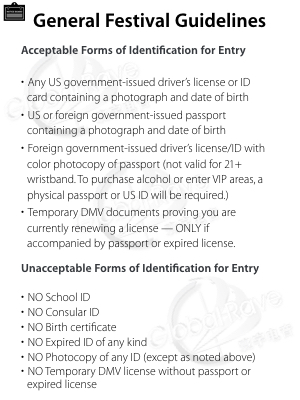 General Festival Guidelines
Acceptable Forms of Identification for Entry
• Any US government-issued driver's license or ID
card containing a photograph and date of birth
• US or foreign government-issued passport
containing a photograph and date of birth
• Foreign government-issued driver's license/ID with
color photocopy of passport (not valid for 21+
wristband. To purchase alcohol or enter VIP areas, a
physical passport or US ID will be required.)
• Temporary DMV documents proving you are
currently renewing a license — ONLY if
accompanied by passport or expired license.
Unacceptable Forms of Identification for Entry
• NO School ID
• NO Consular ID
• NO Birth certificate
• NO Expired ID of any kind
• NO Photocopy of any ID (except as noted above)
• NO Temporary DMV license without passport or
expired license